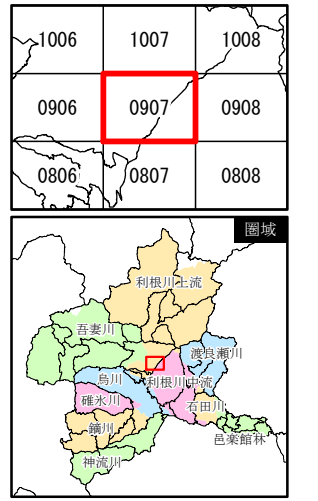 1006 1007 1008
0906 0907 0908
0806 0807 0808
圏域
利根川上流
吾妻川
渡良瀬川
烏川 利根川中流
碓氷川
石田川
鏑川
邑楽館林
神流川